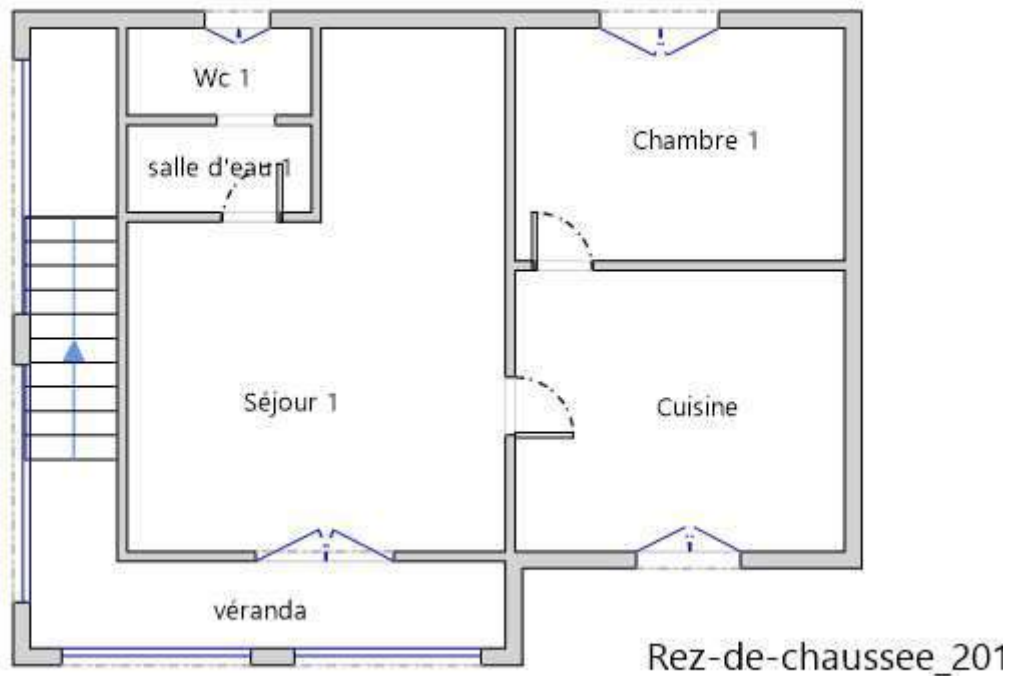 Wc 1
Chambre 1
salle d'eau 1
Séjour 1
Cuisine
véranda
Rez-de-chaussee_201